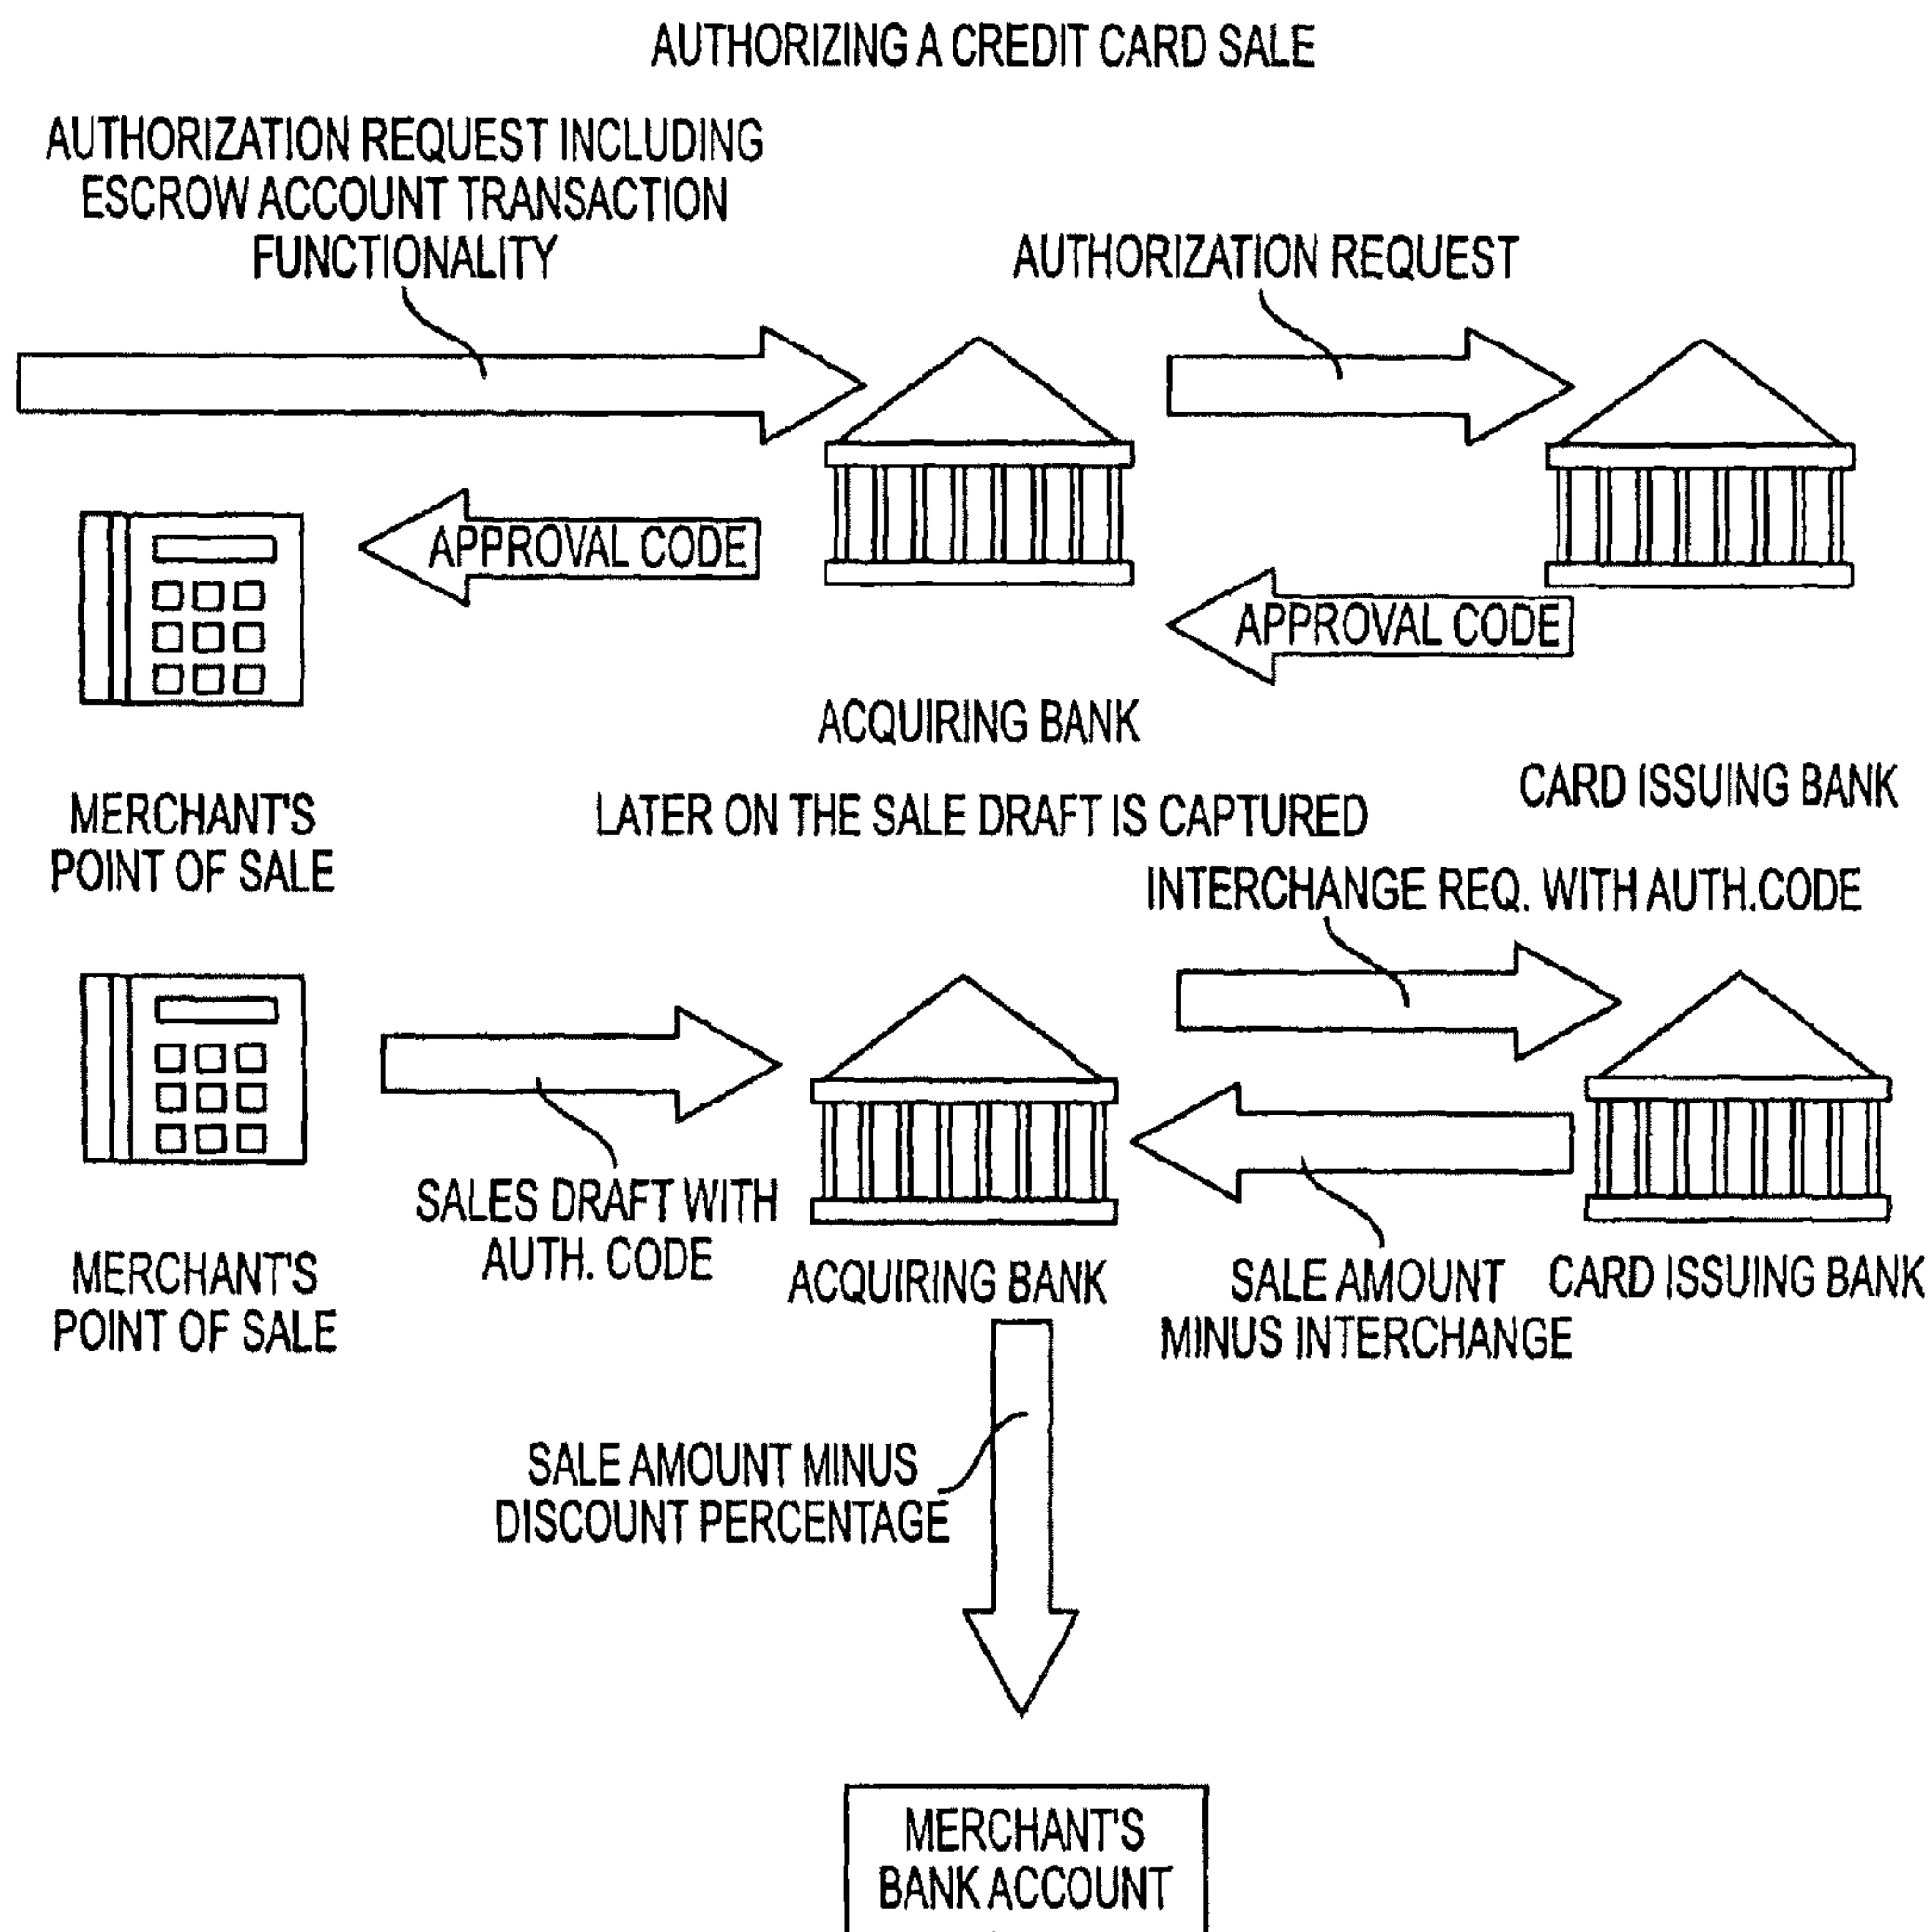 AUTHORIZING A CREDIT CARD SALE
AUTHORIZATION REQUEST INCLUDING
ESCROW ACCOUNT TRANSACTION
FUNCTIONALITY
AUTHORIZATION REQUEST
APPROVAL CODE
APPROVAL CODE
ACQUIRING BANK
CARD ISSUING BANK
MERCHANT'S
POINT OF SALE
LATER ON THE SALE DRAFT IS CAPTURED
INTERCHANGE REQ. WITH AUTH.CODE
SALES DRAFT WITH
AUTH. CODE
MERCHANT'S
POINT OF SALE
ACQUIRING BANK
SALE AMOUNT
MINUS INTERCHANGE
CARD ISSUING BANK
SALE AMOUNT MINUS
DISCOUNT PERCENTAGE
MERCHANT'S
BANK ACCOUNT